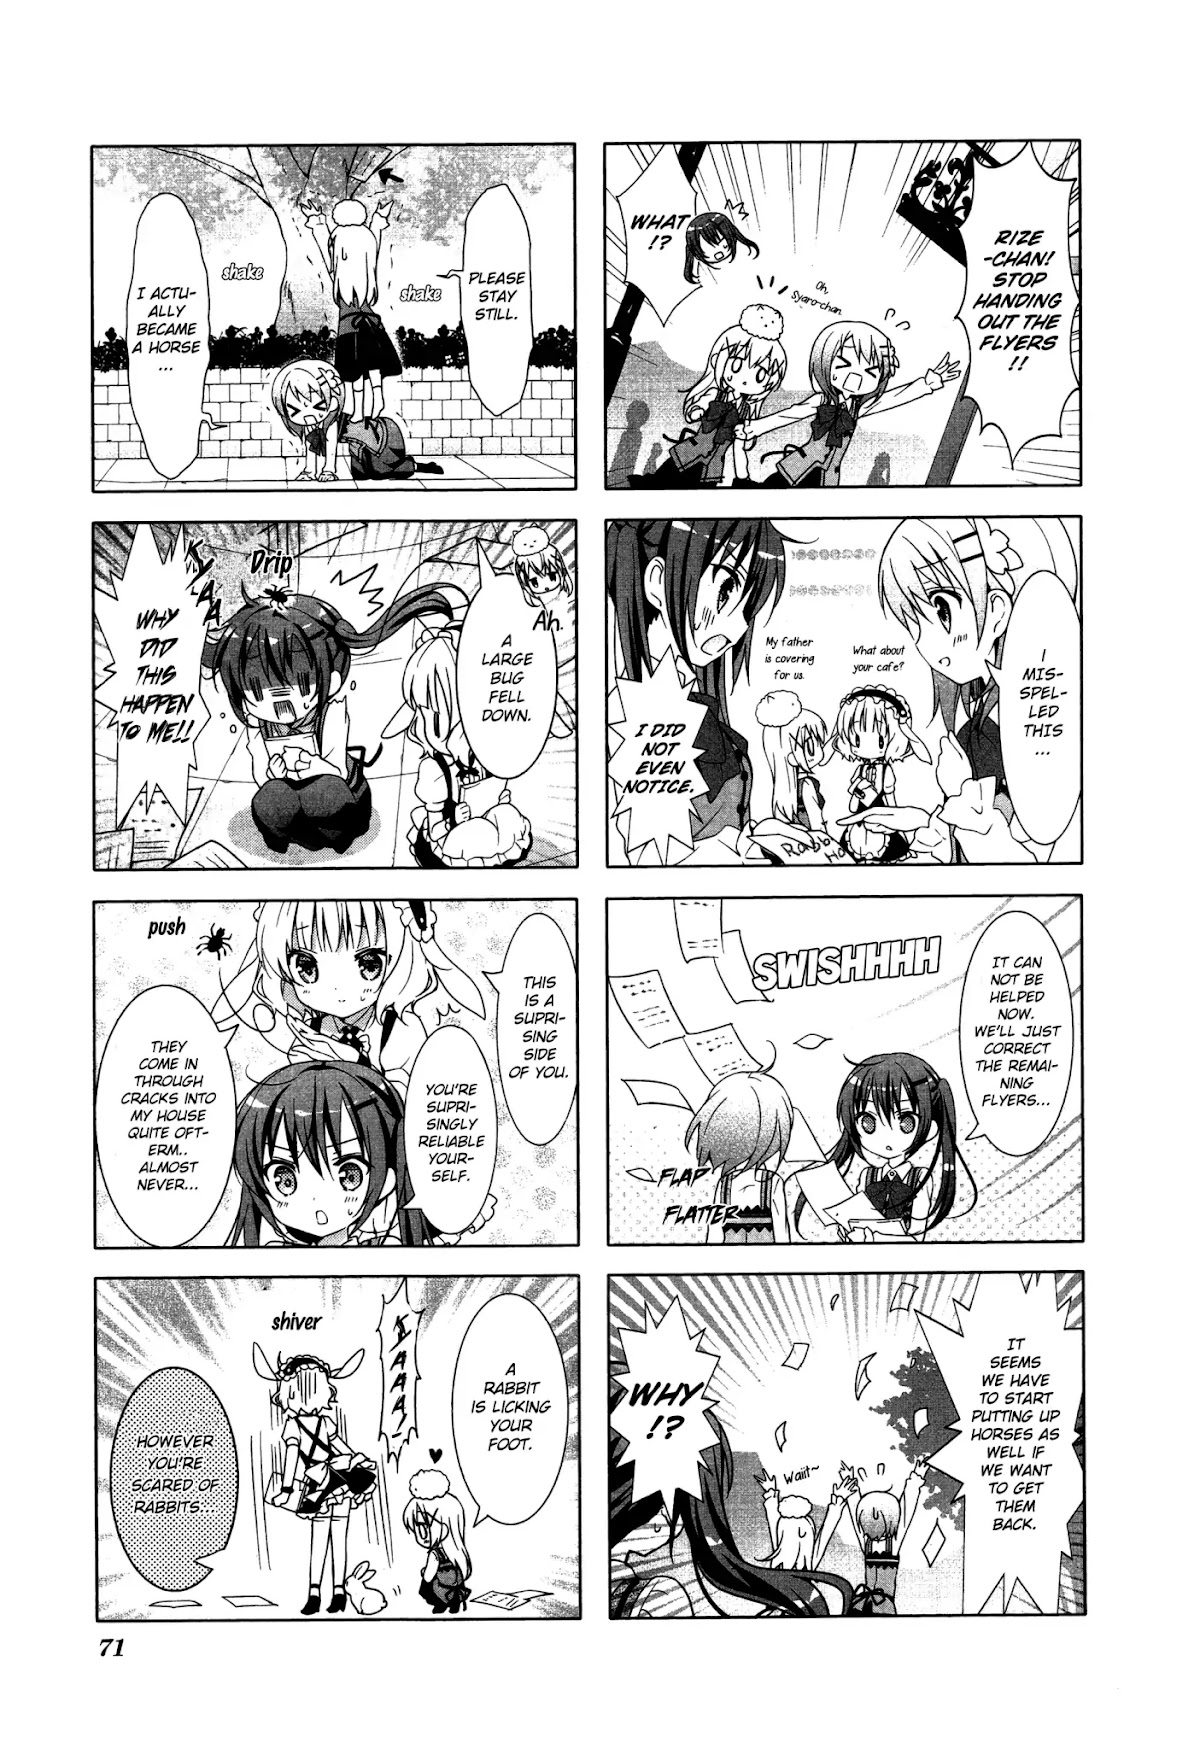 RIZE
-CHAN!
STOP
HANDING
OUT THE
FLYERS
!!
WHAT
!?
Oh,
Syaro-chan.
I
MIS-
SPEL-
LED
THIS
...
What about
your cafe?
My father
is covering
for us.
I DID
NOT
EVEN
NOTICE.
IT CAN
NOT BE
HELPED
NOW.
WE'LL JUST
CORRECT
THE REMAI-
NING
FLYERS...
SWISHHHH
FLAP
FLATTER
IT
SEEMS
WE HAVE
TO START
PUTTING UP
HORSES AS
WELL IF
WE WANT
TO GET
THEM
BACK.
Waiit~
WHY
!?
PLEASE
STAY
STILL.
shake
shake
I ACTU-
ALLY
BECAME
A HORSE
...
Ah.
A
LARGE
BUG
FELL
DOWN.
Drip
KYAA
WHY
DID
THIS
HAPPEN
TO ME!!
THIS
IS A
SUPRI-
SING
SIDE
OF YOU.
push
YOU'RE
SUPRI-
SINGLY
RELIABLE
YOUR-
SELF.
THEY
COME IN
THROUGH
CRACKS INTO
MY HOUSE
QUITE OFT-
ERM..
ALMOST
NEVER...
A
RABBIT
IS LICKING
YOUR
FOOT.
KYAAAA!
shiver
HOWEVER
YOU'RE
SCARED OF
RABBITS.
71